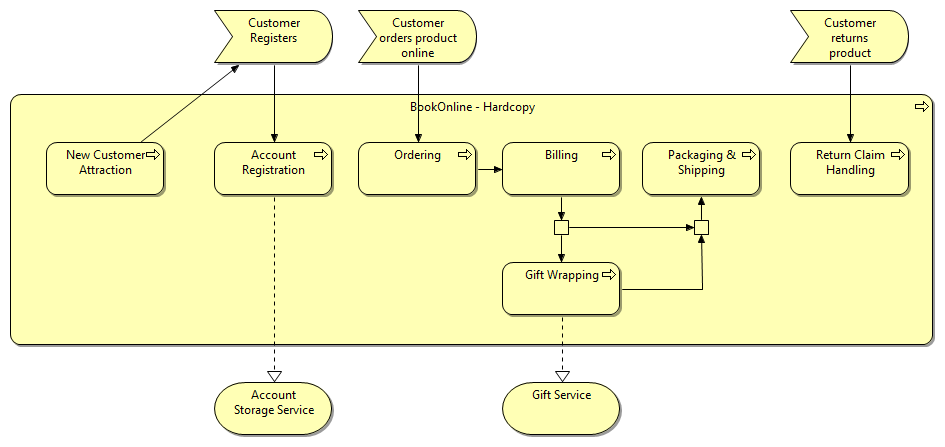 Customer
Registers
Customer
orders product
online
Customer
returns
product
BookOnline - Hardcopy
New Customer
Attraction
Account
Registration
Ordering
Billing
Packaging &
Shipping
Return Claim
Handling
Gift Wrapping
Account
Storage Service
Gift Service